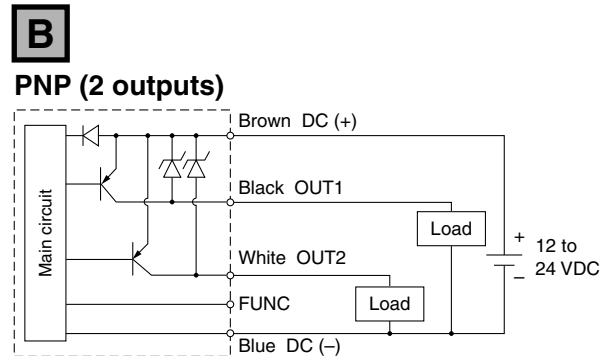 B
PNP (2 outputs)
Brown DC (+)
Main circuit
Black OUT1
Load
+
12 to
24 VDC
–
White OUT2
FUNC
Load
Blue DC (–)